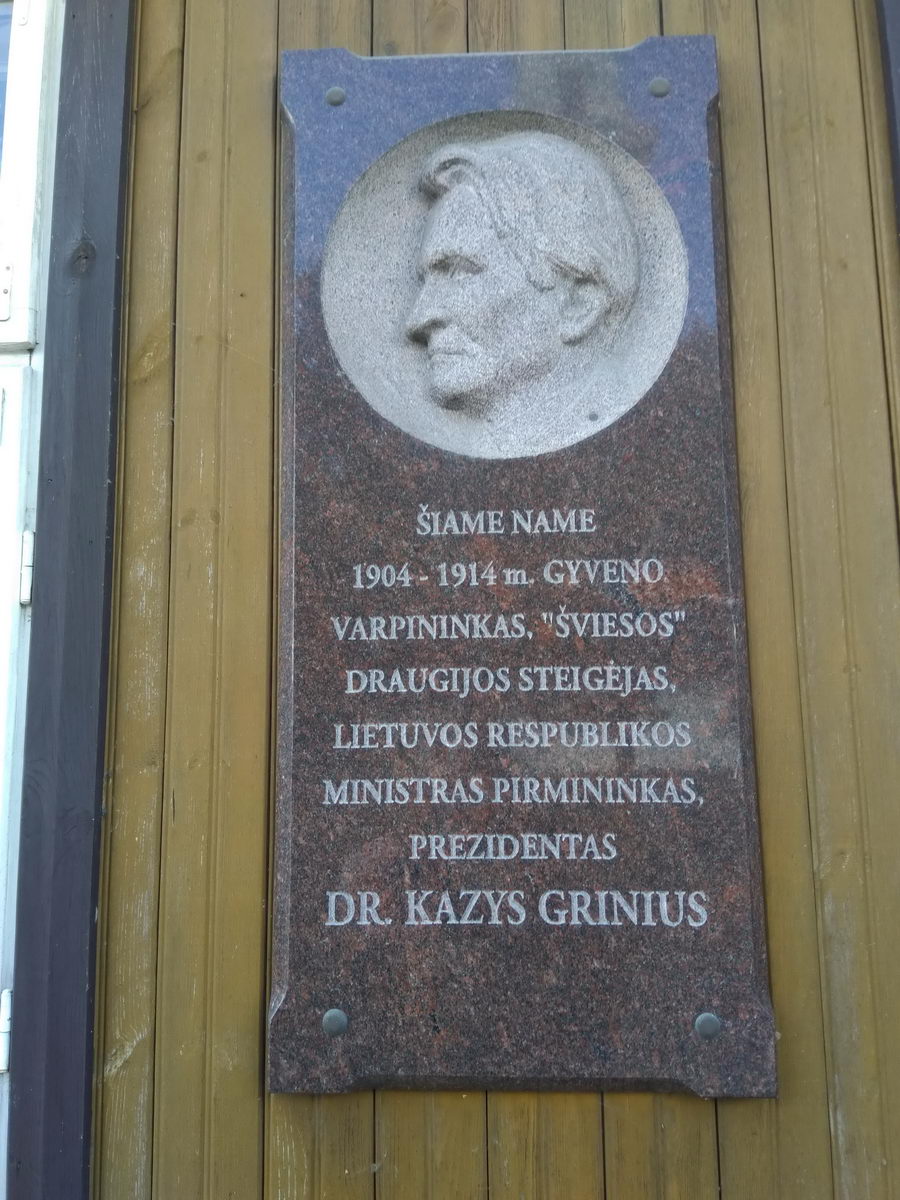 ŠIAME NAME
1904 - 1914 m. GYVENO
VARPININKAS, "ŠVIESOS"
DRAUGIJOS STEIGĖJAS,
LIETUVOS RESPUBLIKOS
MINISTRAS PIRMININKAS,
PREZIDENTAS
DR. KAZYS GRINIUS